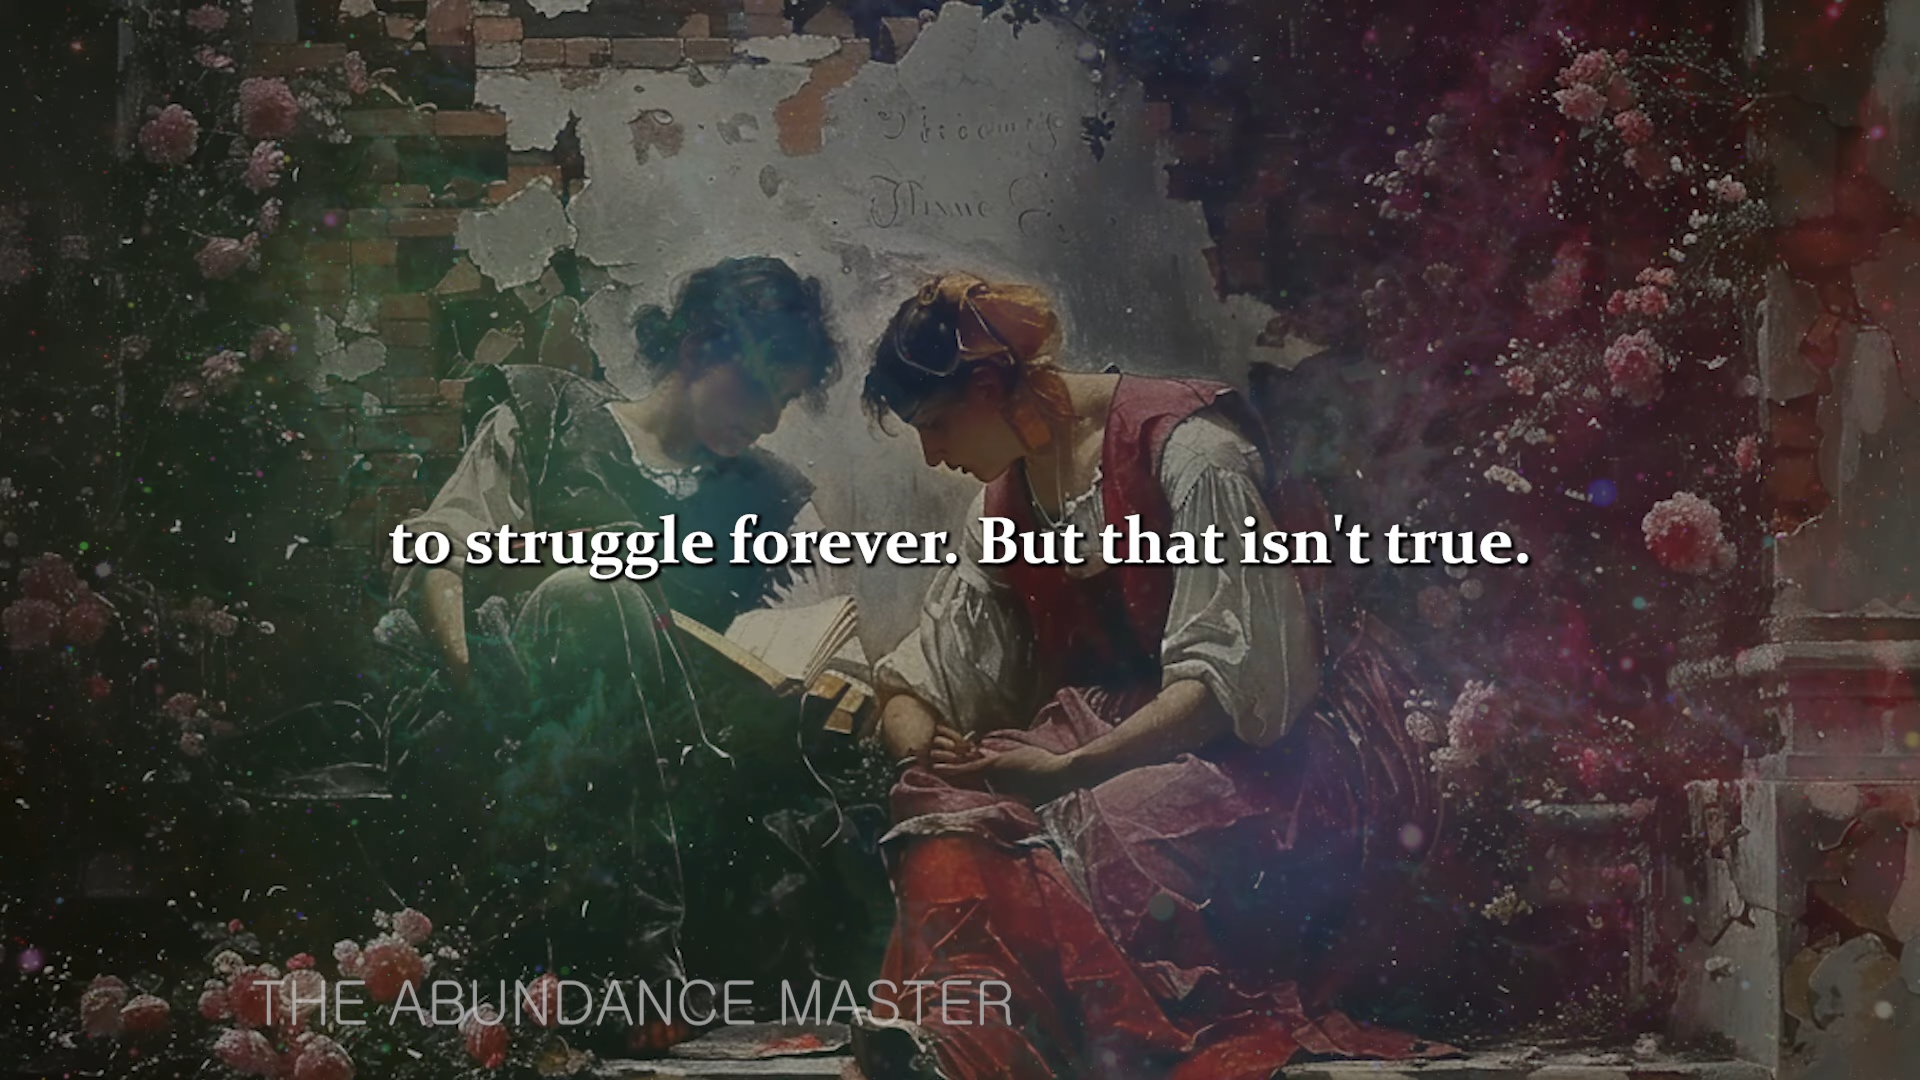 to struggle forever. But that isn't true.
THE ABUNDANCE MASTER